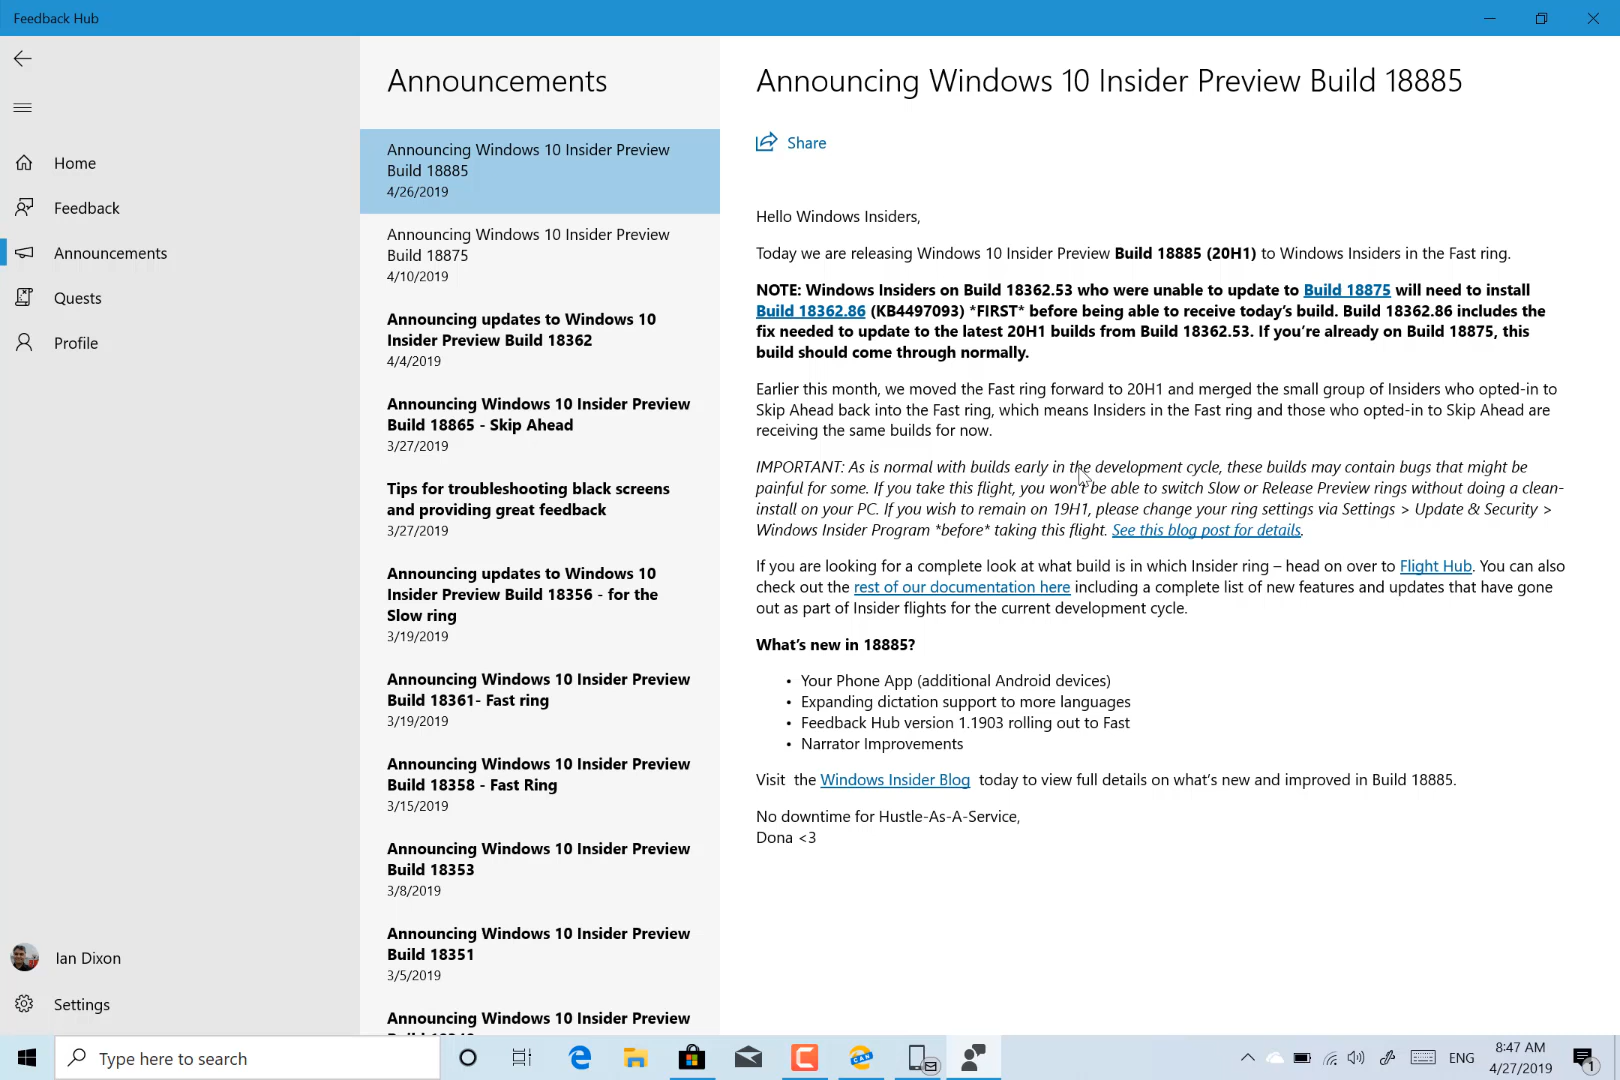 Feedback Hub
Home
Feedback
Announcements
Quests
Profile
Ian Dixon
Settings
Announcements
Announcing Windows 10 Insider Preview
Build 18885
4/26/2019
Announcing Windows 10 Insider Preview
Build 18875
4/10/2019
Announcing updates to Windows 10
Insider Preview Build 18362
4/4/2019
Announcing Windows 10 Insider Preview
Build 18865 - Skip Ahead
3/27/2019
Tips for troubleshooting black screens
and providing great feedback
3/27/2019
Announcing updates to Windows 10
Insider Preview Build 18356 - for the
Slow ring
3/19/2019
Announcing Windows 10 Insider Preview
Build 18361- Fast ring
3/19/2019
Announcing Windows 10 Insider Preview
Build 18358 - Fast Ring
3/15/2019
Announcing Windows 10 Insider Preview
Build 18353
3/8/2019
Announcing Windows 10 Insider Preview
Build 18351
3/5/2019
Announcing Windows 10 Insider Preview
Announcing Windows 10 Insider Preview Build 18885
Share
Hello Windows Insiders,
Today we are releasing Windows 10 Insider Preview Build 18885 (20H1) to Windows Insiders in the Fast ring.
NOTE: Windows Insiders on Build 18362.53 who were unable to update to Build 18875 will need to install
Build 18362.86 (KB4497093) *FIRST* before being able to receive today's build. Build 18362.86 includes the
fix needed to update to the latest 20H1 builds from Build 18362.53. If you're already on Build 18875, this
build should come through normally.
Earlier this month, we moved the Fast ring forward to 20H1 and merged the small group of Insiders who opted-in to
Skip Ahead back into the Fast ring, which means Insiders in the Fast ring and those who opted-in to Skip Ahead are
receiving the same builds for now.
IMPORTANT: As is normal with builds early in the development cycle, these builds may contain bugs that might be
painful for some. If you take this flight, you won't be able to switch Slow or Release Preview rings without doing a clean-
install on your PC. If you wish to remain on 19H1, please change your ring settings via Settings > Update & Security >
Windows Insider Program *before* taking this flight. See this blog post for details.
If you are looking for a complete look at what build is in which Insider ring – head on over to Flight Hub. You can also
check out the rest of our documentation here including a complete list of new features and updates that have gone
out as part of Insider flights for the current development cycle.
What's new in 18885?
• Your Phone App (additional Android devices)
• Expanding dictation support to more languages
• Feedback Hub version 1.1903 rolling out to Fast
• Narrator Improvements
Visit the Windows Insider Blog today to view full details on what's new and improved in Build 18885.
No downtime for Hustle-As-A-Service,
Dona <3
Type here to search
CAN
ENG
8:47 AM
4/27/2019
1